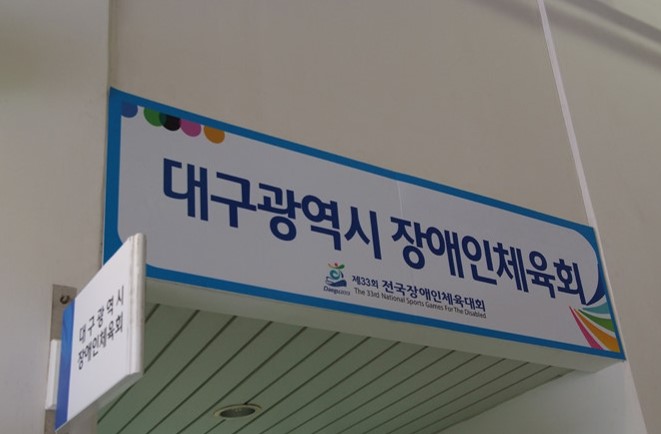 대구광역시 장애인체육회
제33회 전국장애인체육대회
The 33rd National Sports Games For The Disabled
대구광역시
장애인체육회